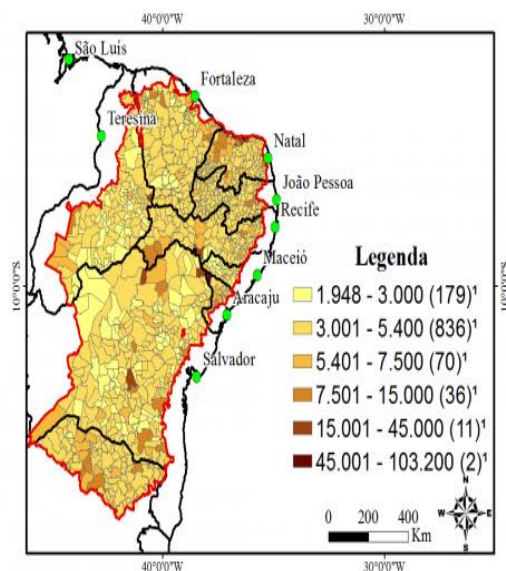 40°0'0"W 30°0'0"W
São Luís
Fortaleza
Teresina
Natal
João Pessoa
Recife
Maceió
Aracaju
Salvador
10°0'0"S
10°0'0"S
Legenda
1.948 - 3.000 (179)¹
3.001 - 5.400 (836)¹
5.401 - 7.500 (70)¹
7.501 - 15.000 (36)¹
15.001 - 45.000 (11)¹
45.001 - 103.200 (2)¹
N
W E
S
0 200 400
Km
40°0'0"W 30°0'0"W